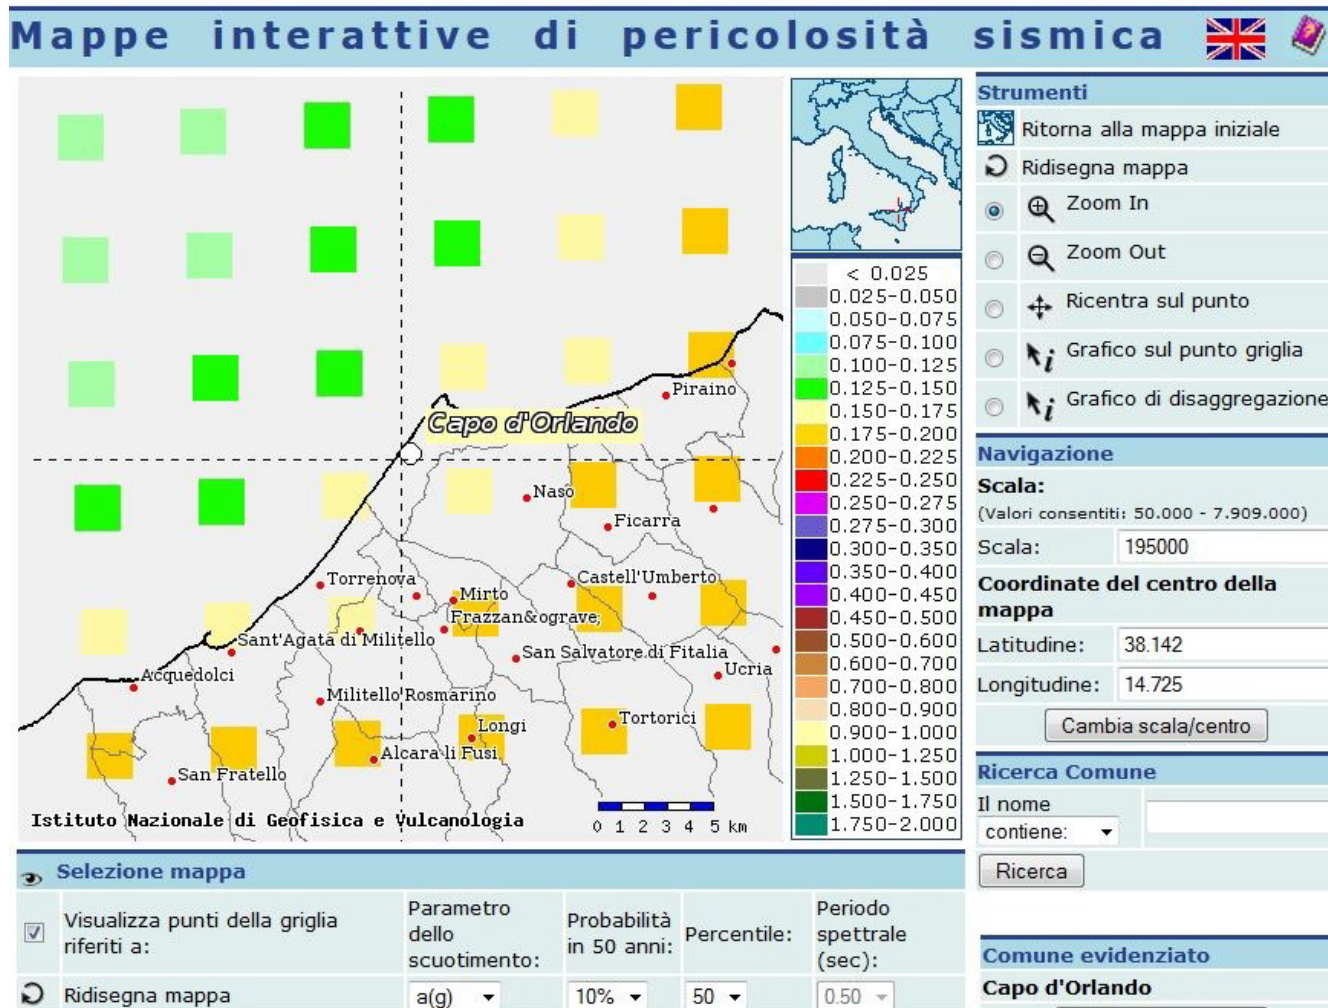 Mappe interattive di pericolosità sismica
Capo d'Orlando
Piraino
Naso
Ficarra
Torrenova
Castell'Umberto
Mirto
Frazzan&ograve;
Sant'Agata di Militello
San Salvatore di Fitalia
Acquedolci
Ucria
Militello Rosmarino
Longi
Tortorici
Alcara li Fusi
San Fratello
Istituto Nazionale di Geofisica e Vulcanologia
0 1 2 3 4 5 km
< 0.025
0.025-0.050
0.050-0.075
0.075-0.100
0.100-0.125
0.125-0.150
0.150-0.175
0.175-0.200
0.200-0.225
0.225-0.250
0.250-0.275
0.275-0.300
0.300-0.350
0.350-0.400
0.400-0.450
0.450-0.500
0.500-0.600
0.600-0.700
0.700-0.800
0.800-0.900
0.900-1.000
1.000-1.250
1.250-1.500
1.500-1.750
1.750-2.000
Strumenti
Ritorna alla mappa iniziale
Ridisegna mappa
Zoom In
Zoom Out
Ricentra sul punto
Grafico sul punto griglia
Grafico di disaggregazione
Navigazione
Scala:
(Valori consentiti: 50.000 - 7.909.000)
Scala: 195000
Coordinate del centro della
mappa
Latitudine: 38.142
Longitudine: 14.725
Cambia scala/centro
Ricerca Comune
Il nome
contiene:
Ricerca
Comune evidenziato
Capo d'Orlando
Selezione mappa
Visualizza punti della griglia
riferiti a:
Parametro
dello
scuotimento:
Probabilità
in 50 anni:
Percentile:
Periodo
spettrale
(sec):
Ridisegna mappa
a(g)
10%
50
0.50